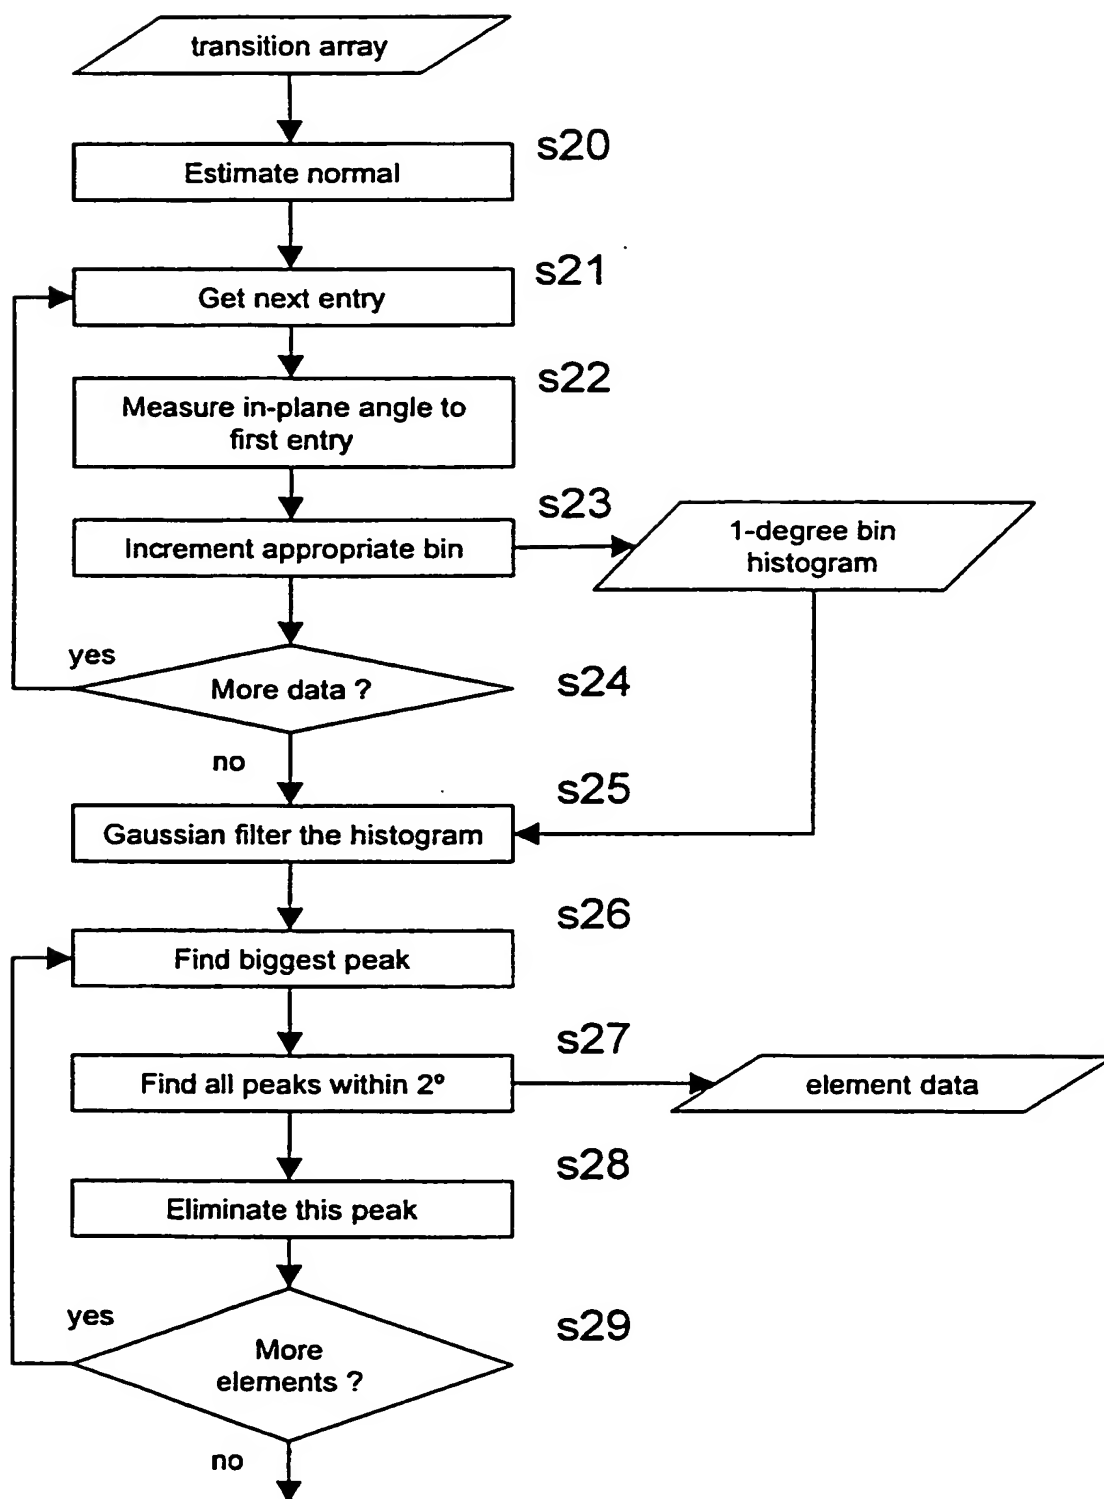 transition array
s20
Estimate normal
s21
Get next entry
s22
Measure in-plane angle to
first entry
s23
Increment appropriate bin
1-degree bin
histogram
yes
More data ?
s24
no
s25
Gaussian filter the histogram
s26
Find biggest peak
s27
Find all peaks within 2º
element data
s28
Eliminate this peak
yes
s29
More
elements ?
no